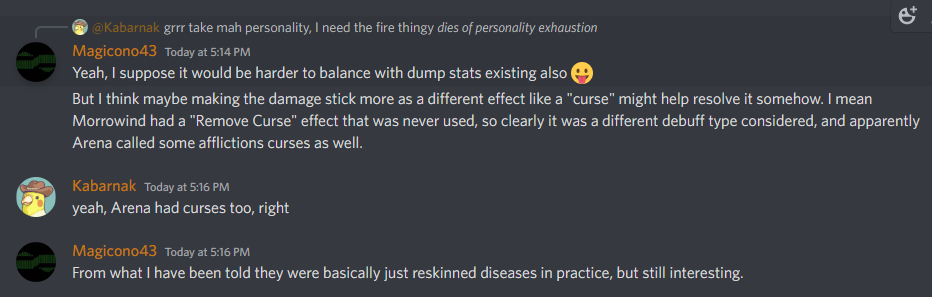 @Kabarnak grrr take mah personality, I need the fire thingy dies of personality exhaustion
Magicono43 Today at 5:14 PM
Yeah, I suppose it would be harder to balance with dump stats existing also 😛
But I think maybe making the damage stick more as a different effect like a "curse" might help resolve it somehow. I mean
Morrowind had a "Remove Curse" effect that was never used, so clearly it was a different debuff type considered, and apparently
Arena called some afflictions curses as well.
Kabarnak Today at 5:16 PM
yeah, Arena had curses too, right
Magicono43 Today at 5:16 PM
From what I have been told they were basically just reskinned diseases in practice, but still interesting.